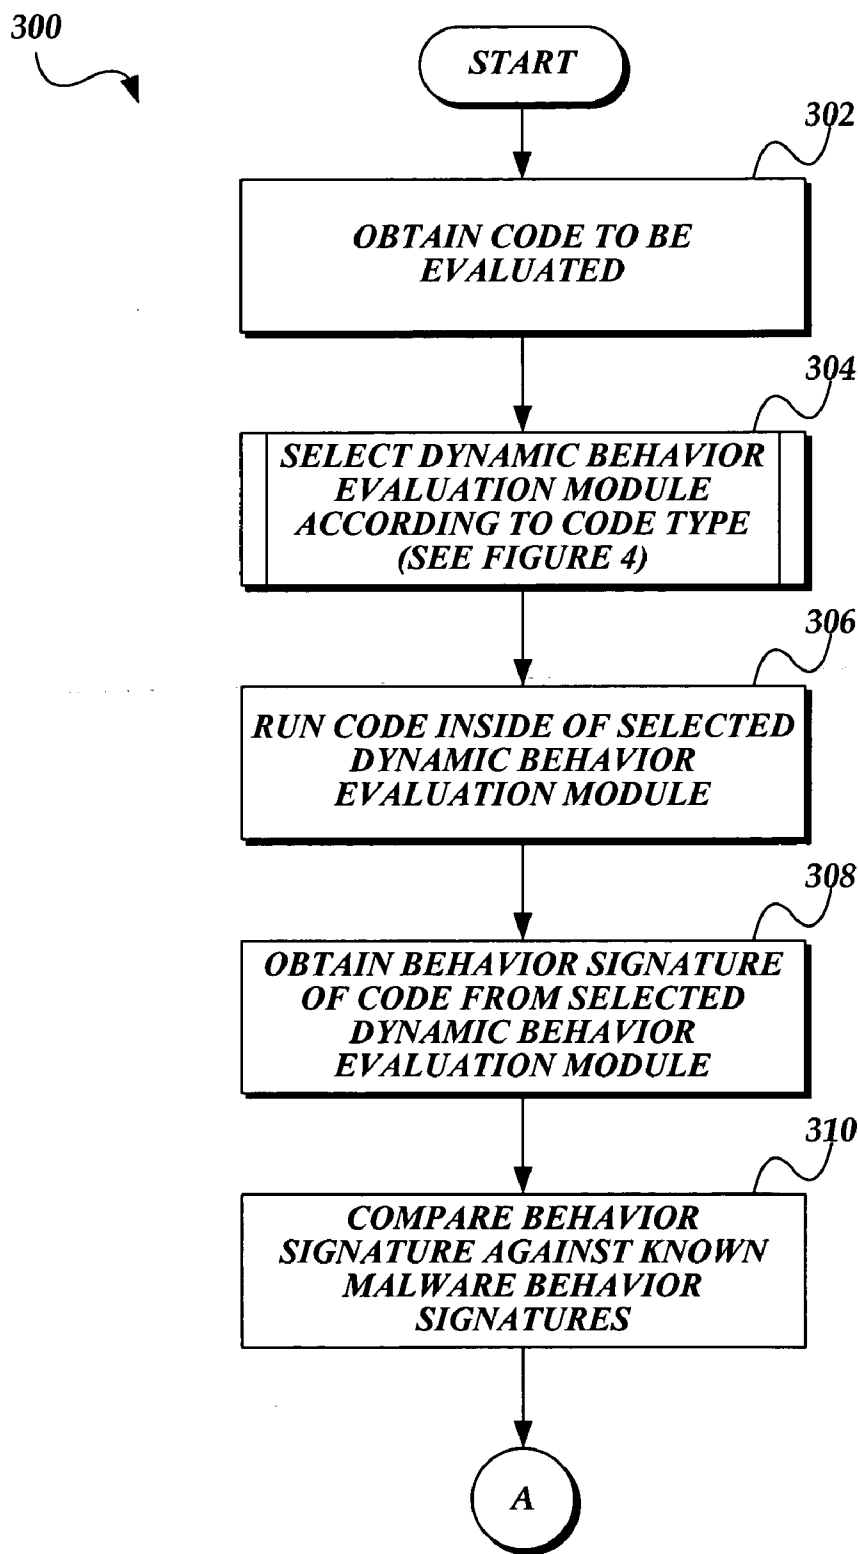 300
START
302
OBTAIN CODE TO BE
EVALUATED
304
SELECT DYNAMIC BEHAVIOR
EVALUATION MODULE
ACCORDING TO CODE TYPE
(SEE FIGURE 4)
306
RUN CODE INSIDE OF SELECTED
DYNAMIC BEHAVIOR
EVALUATION MODULE
308
OBTAIN BEHAVIOR SIGNATURE
OF CODE FROM SELECTED
DYNAMIC BEHAVIOR
EVALUATION MODULE
310
COMPARE BEHAVIOR
SIGNATURE AGAINST KNOWN
MALWARE BEHAVIOR
SIGNATURES
A